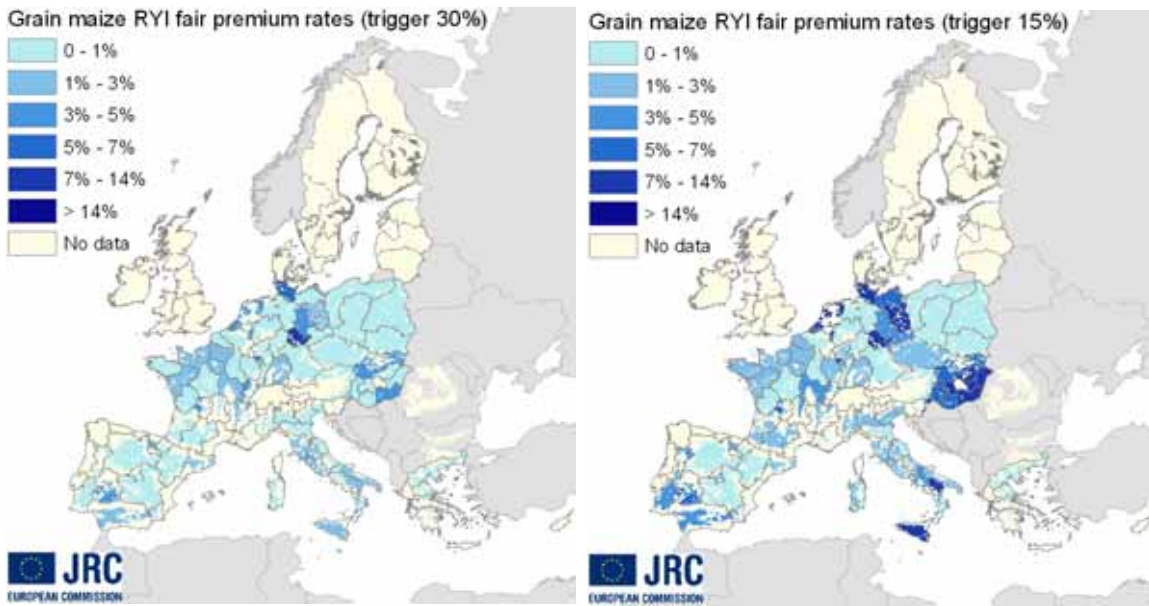 Grain maize RYI fair premium rates (trigger 30%)
0 - 1%
1% - 3%
3% - 5%
5% - 7%
7% - 14%
> 14%
No data
JRC
EUROPEAN COMMISSION
Grain maize RYI fair premium rates (trigger 15%)
0 - 1%
1% - 3%
3% - 5%
5% - 7%
7% - 14%
> 14%
No data
JRC
EUROPEAN COMMISSION